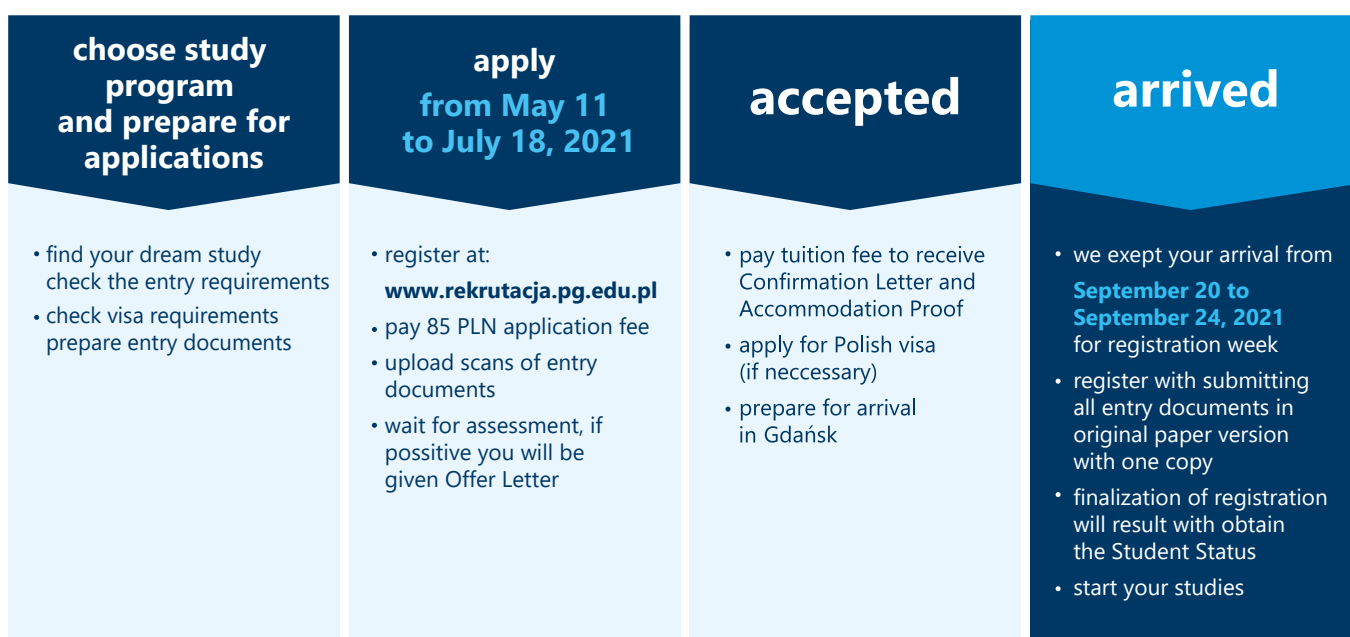 choose study
program
and prepare for
applications
• find your dream study
check the entry requirements
• check visa requirements
prepare entry documents
apply
from May 11
to July 18, 2021
• register at:
www.rekrutacja.pg.edu.pl
• pay 85 PLN application fee
• upload scans of entry
documents
• wait for assessment, if
possitive you will be
given Offer Letter
accepted
• pay tuition fee to receive
Confirmation Letter and
Accommodation Proof
• apply for Polish visa
(if neccessary)
• prepare for arrival
in Gdańsk
arrived
• we exept your arrival from
September 20 to
September 24, 2021
for registration week
• register with submitting
all entry documents in
original paper version
with one copy
• finalization of registration
will result with obtain
the Student Status
• start your studies